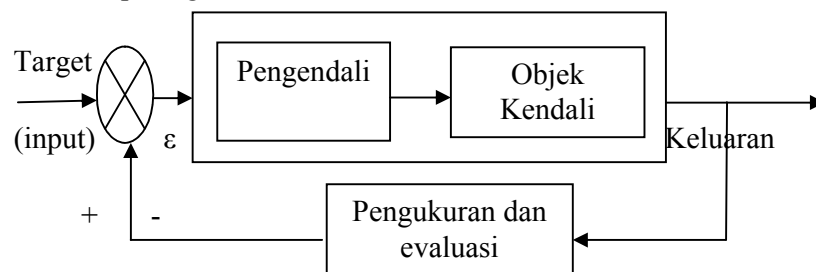 Target
(input)
ε
Pengendali
Objek
Kendali
Keluaran
+ -
Pengukuran dan
evaluasi